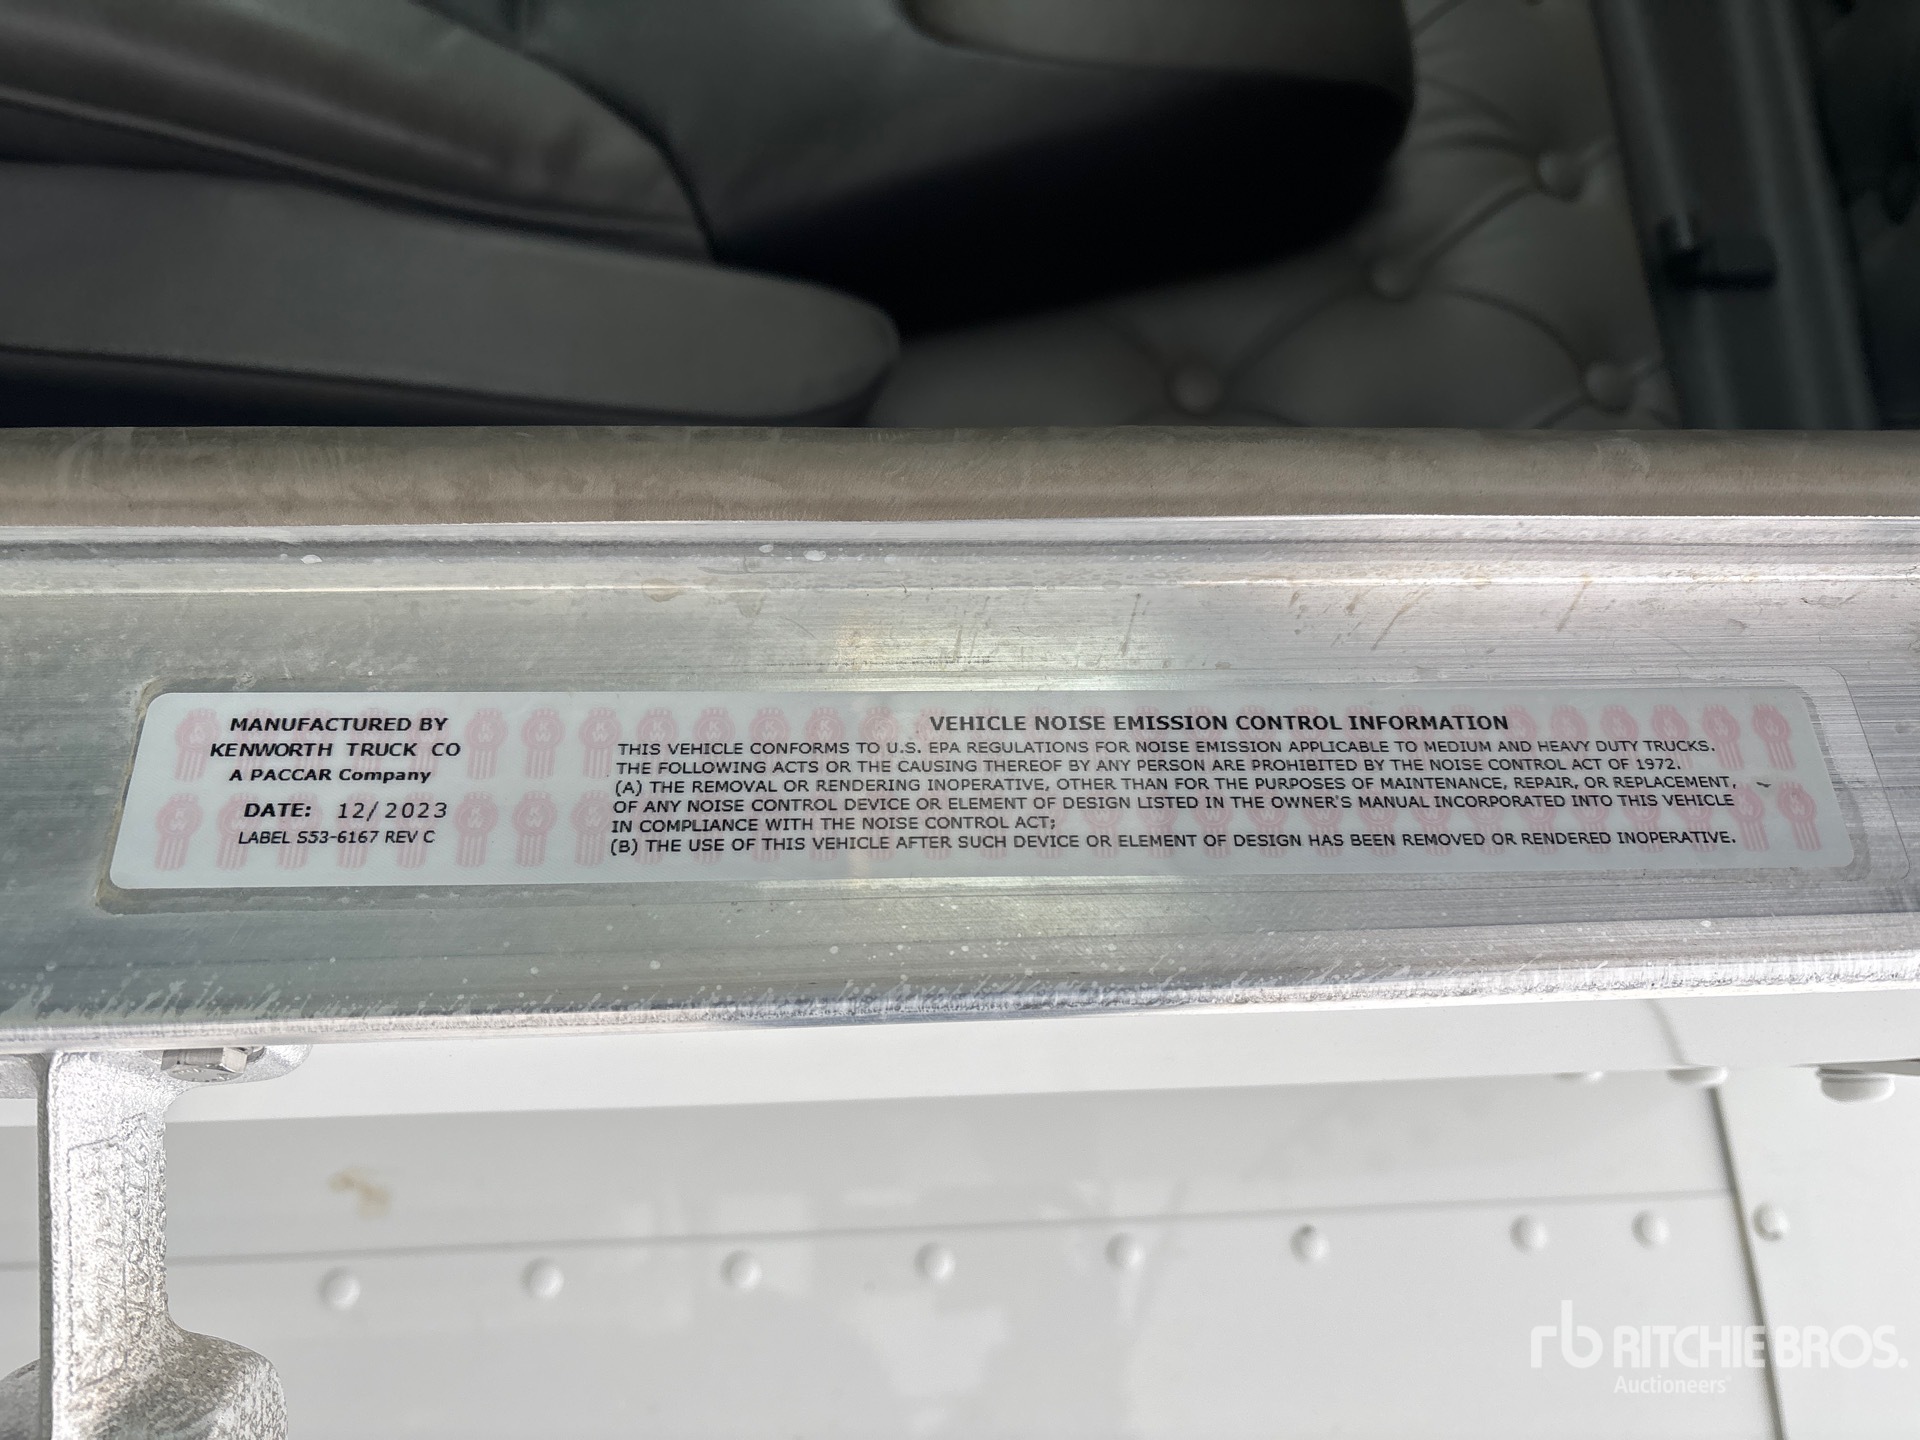 MANUFACTURED BY
KENWORTH TRUCK CO
A PACCAR Company
DATE: 12/2023
LABEL S53-6167 REV C
VEHICLE NOISE EMISSION CONTROL INFORMATION
THIS VEHICLE CONFORMS TO U.S. EPA REGULATIONS FOR NOISE EMISSION APPLICABLE TO MEDIUM AND HEAVY DUTY TRUCKS.
THE FOLLOWING ACTS OR THE CAUSING THEREOF BY ANY PERSON ARE PROHIBITED BY THE NOISE CONTROL ACT OF 1972.
(A) THE REMOVAL OR RENDERING INOPERATIVE, OTHER THAN FOR THE PURPOSES OF MAINTENANCE, REPAIR, OR REPLACEMENT,
OF ANY NOISE CONTROL DEVICE OR ELEMENT OF DESIGN LISTED IN THE OWNER'S MANUAL INCORPORATED INTO THIS VEHICLE
IN COMPLIANCE WITH THE NOISE CONTROL ACT;
(B) THE USE OF THIS VEHICLE AFTER SUCH DEVICE OR ELEMENT OF DESIGN HAS BEEN REMOVED OR RENDERED INOPERATIVE.
rb RITCHIE BROS.
Auctioneers